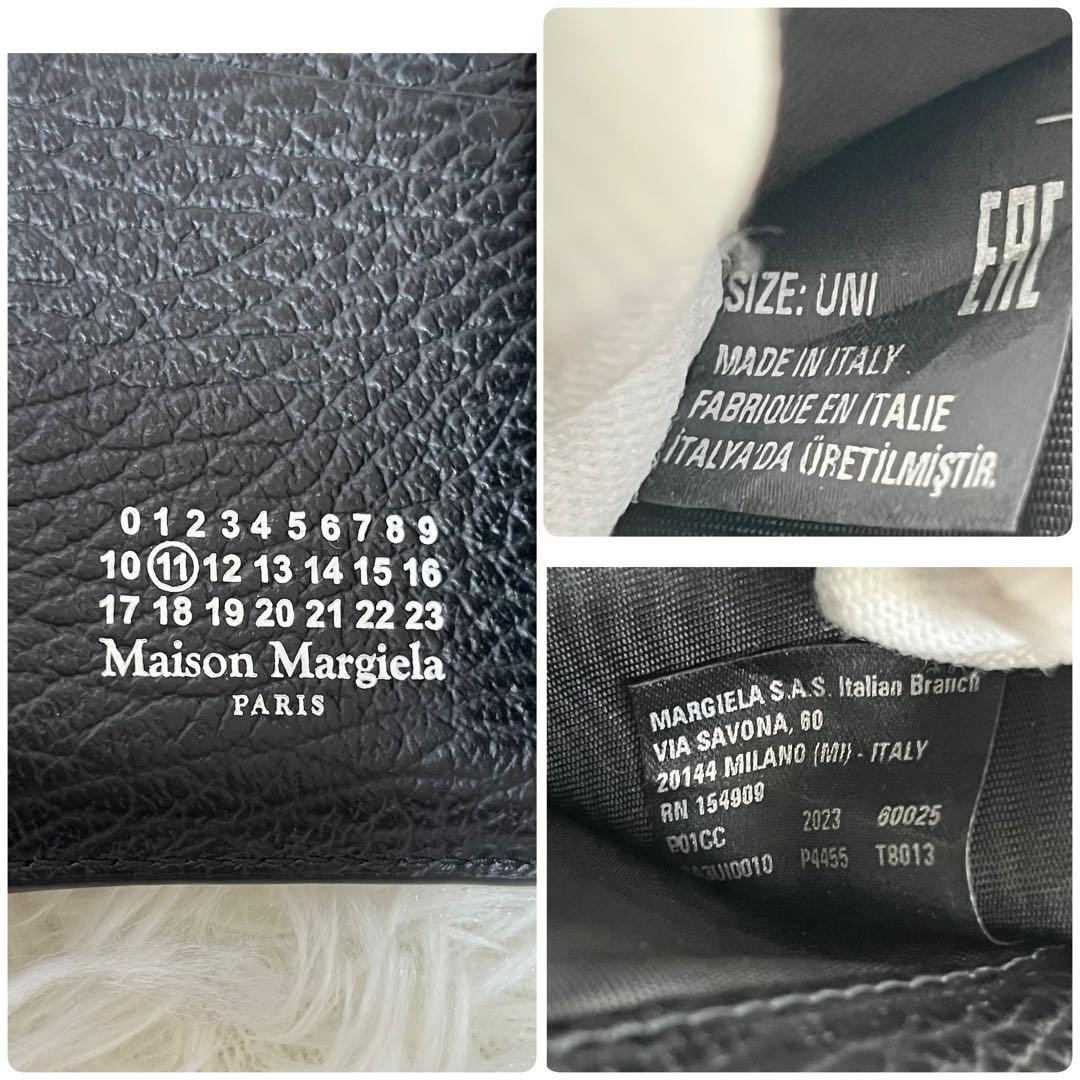 0 1 2 3 4 5 6 7 8 9
10 11 12 13 14 15 16
17 18 19 20 21 22 23
Maison Margiela
PARIS
SIZE: UNI
EAC
MADE IN ITALY
FABRIQUE EN ITALIE
İTALYA'DA ÜRETİLMİŞTİR.
MARGIELA S.A.S. Italian Branch
VIA SAVONA, 60
20144 MILANO (MI) - ITALY
RN 154909
2023 60025
P4455 T8013